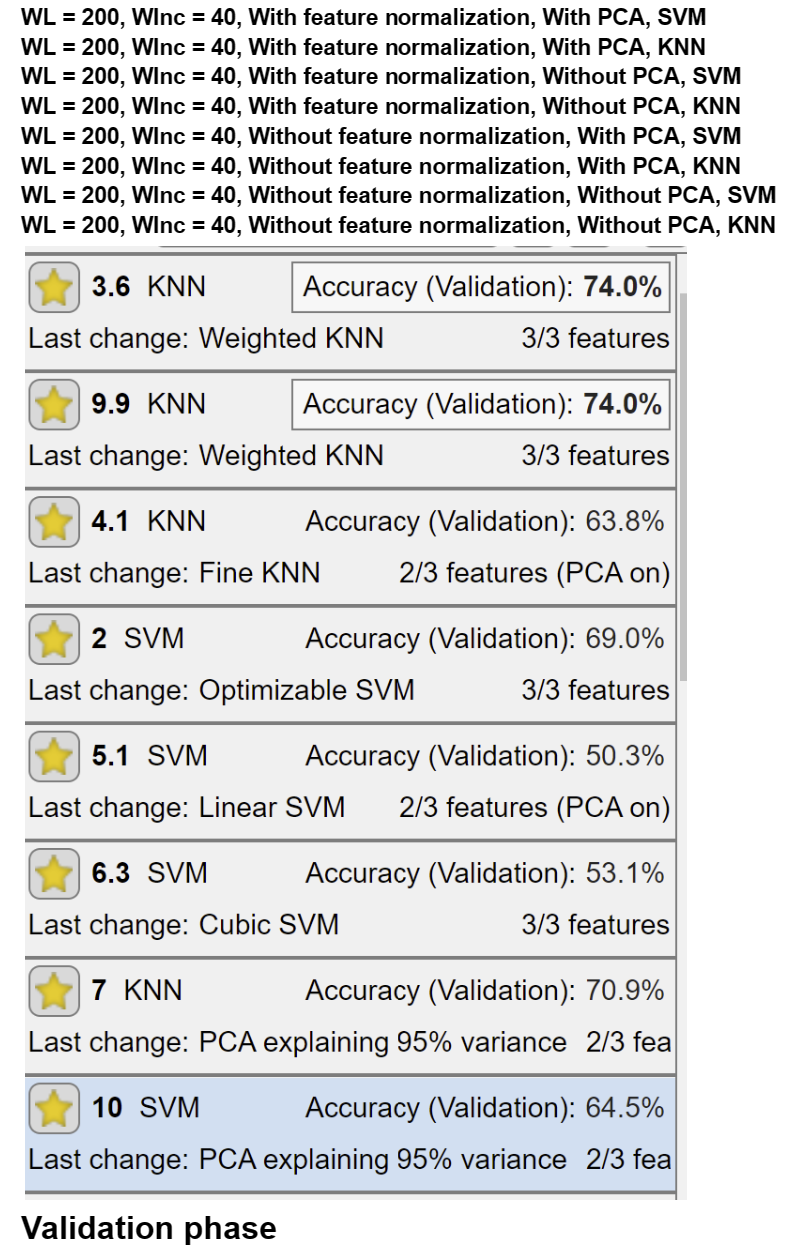 WL = 200, WInc = 40, With feature normalization, With PCA, SVM
WL = 200, WInc = 40, With feature normalization, With PCA, KNN
WL = 200, WInc = 40, With feature normalization, Without PCA, SVM
WL = 200, WInc = 40, With feature normalization, Without PCA, KNN
WL = 200, WInc = 40, Without feature normalization, With PCA, SVM
WL = 200, WInc = 40, Without feature normalization, With PCA, KNN
WL = 200, WInc = 40, Without feature normalization, Without PCA, SVM
WL = 200, WInc = 40, Without feature normalization, Without PCA, KNN
3.6 KNN Accuracy (Validation): 74.0%
Last change: Weighted KNN 3/3 features
9.9 KNN Accuracy (Validation): 74.0%
Last change: Weighted KNN 3/3 features
4.1 KNN Accuracy (Validation): 63.8%
Last change: Fine KNN 2/3 features (PCA on)
2 SVM Accuracy (Validation): 69.0%
Last change: Optimizable SVM 3/3 features
5.1 SVM Accuracy (Validation): 50.3%
Last change: Linear SVM 2/3 features (PCA on)
6.3 SVM Accuracy (Validation): 53.1%
Last change: Cubic SVM 3/3 features
7 KNN Accuracy (Validation): 70.9%
Last change: PCA explaining 95% variance 2/3 fea
10 SVM Accuracy (Validation): 64.5%
Last change: PCA explaining 95% variance 2/3 fea
Validation phase